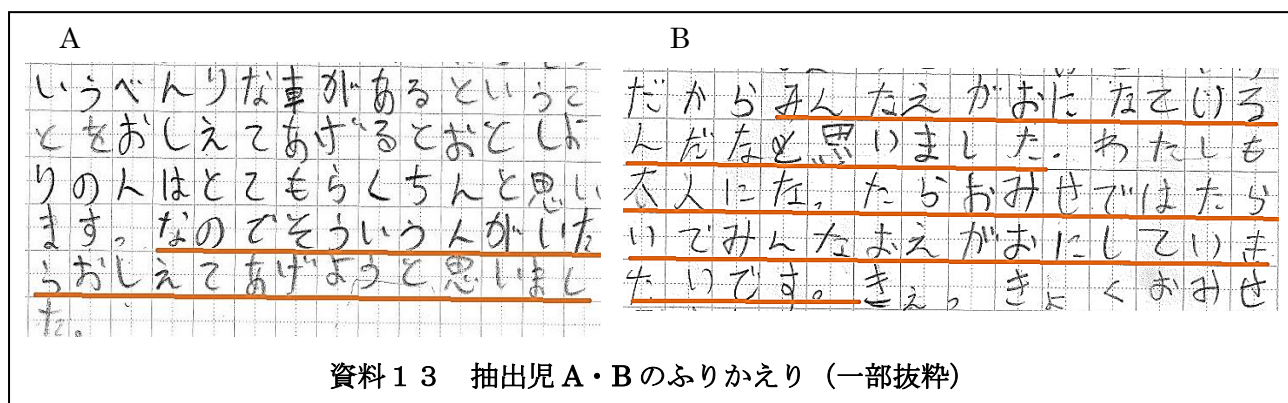 A
いうべんりな車があるというこ
とをおしえてあげるとおとしよ
りの人はとてもらくちんと思い
ます。なのでそういう人がいた
らおしえてあげようと思いまし
た。
B
だからみんなえがおになている
んだなと思いました。わたしも
大人になったらおみせではたら
いでみんなおえがおにしていき
たいです。きえっきょくおみせ
資料13 抽出児A・Bのふりかえり（一部抜粋）